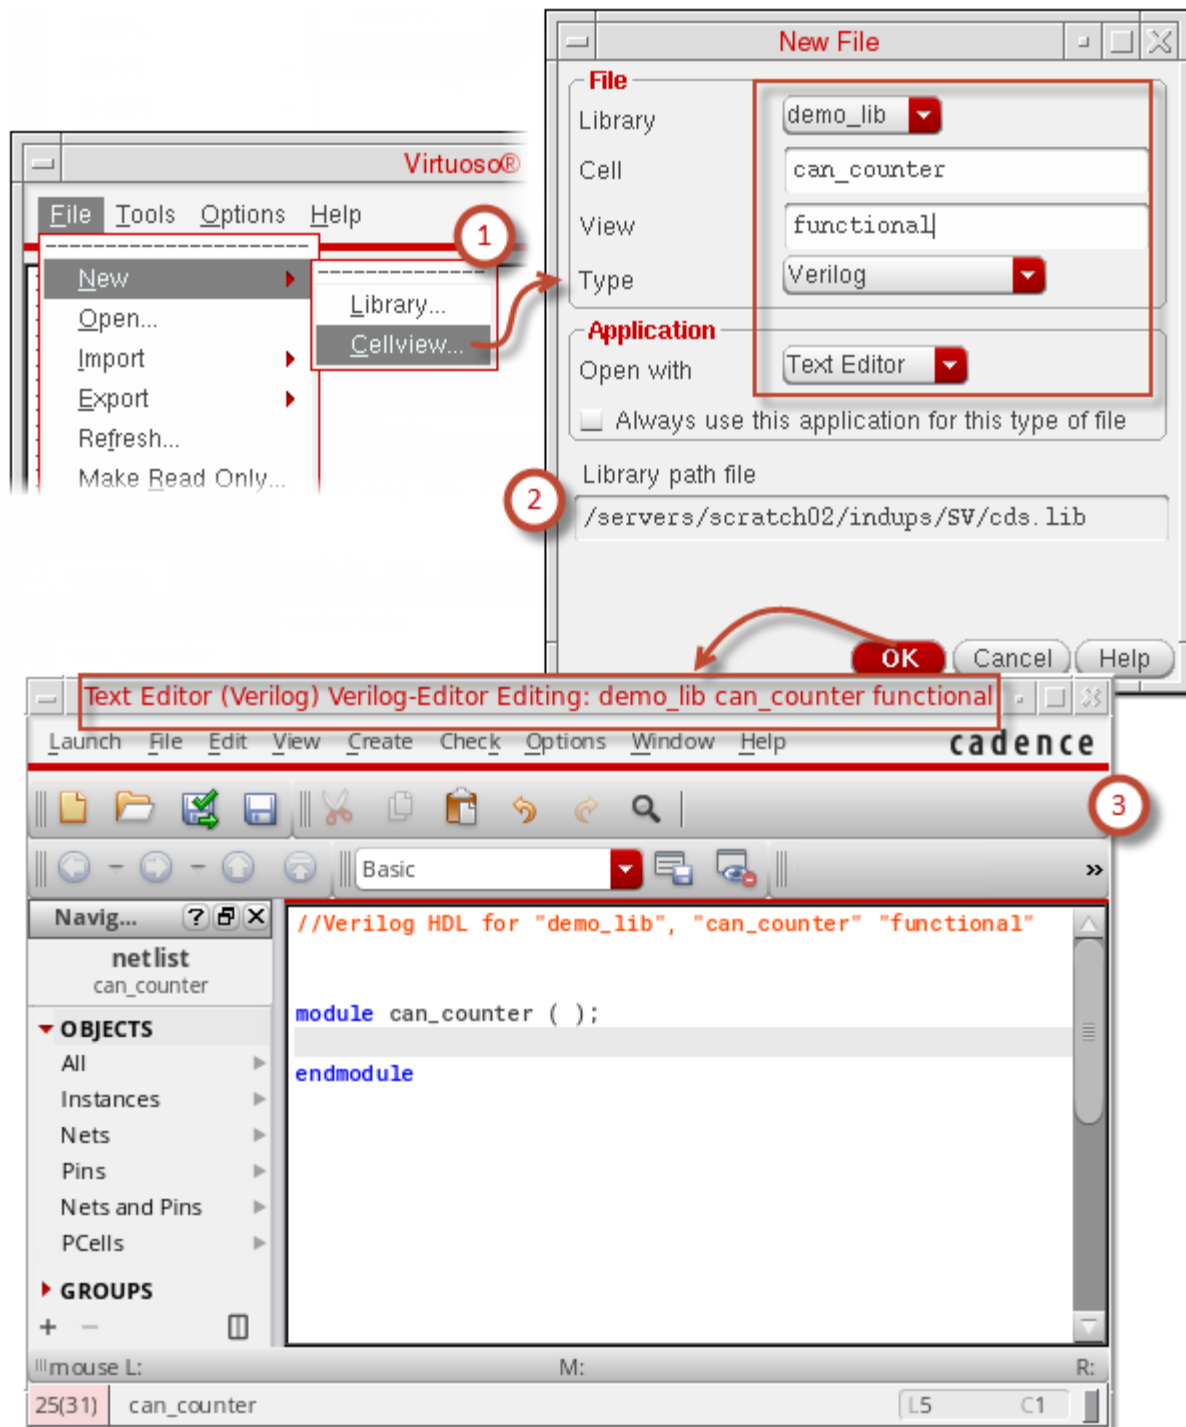 Virtuoso®
File Tools Options Help
New
Open...
Import
Export
Refresh...
Make Read Only...
Library...
Cellview...
1
New File
File
Library demo_lib
Cell can_counter
View functional
Type Verilog
Application
Open with Text Editor
Always use this application for this type of file
Library path file
2
/servers/scratch02/indups/SV/cds.lib
OK Cancel Help
Text Editor (Verilog) Verilog-Editor Editing: demo_lib can_counter functional
Launch File Edit View Create Check Options Window Help cadence
3
Basic »
Navig... ? X
netlist
can_counter
OBJECTS
All
Instances
Nets
Pins
Nets and Pins
PCells
GROUPS
+ −
//Verilog HDL for "demo_lib", "can_counter" "functional"
module can_counter ( );
endmodule
mouse L: M: R:
25(31) can_counter L5 C1